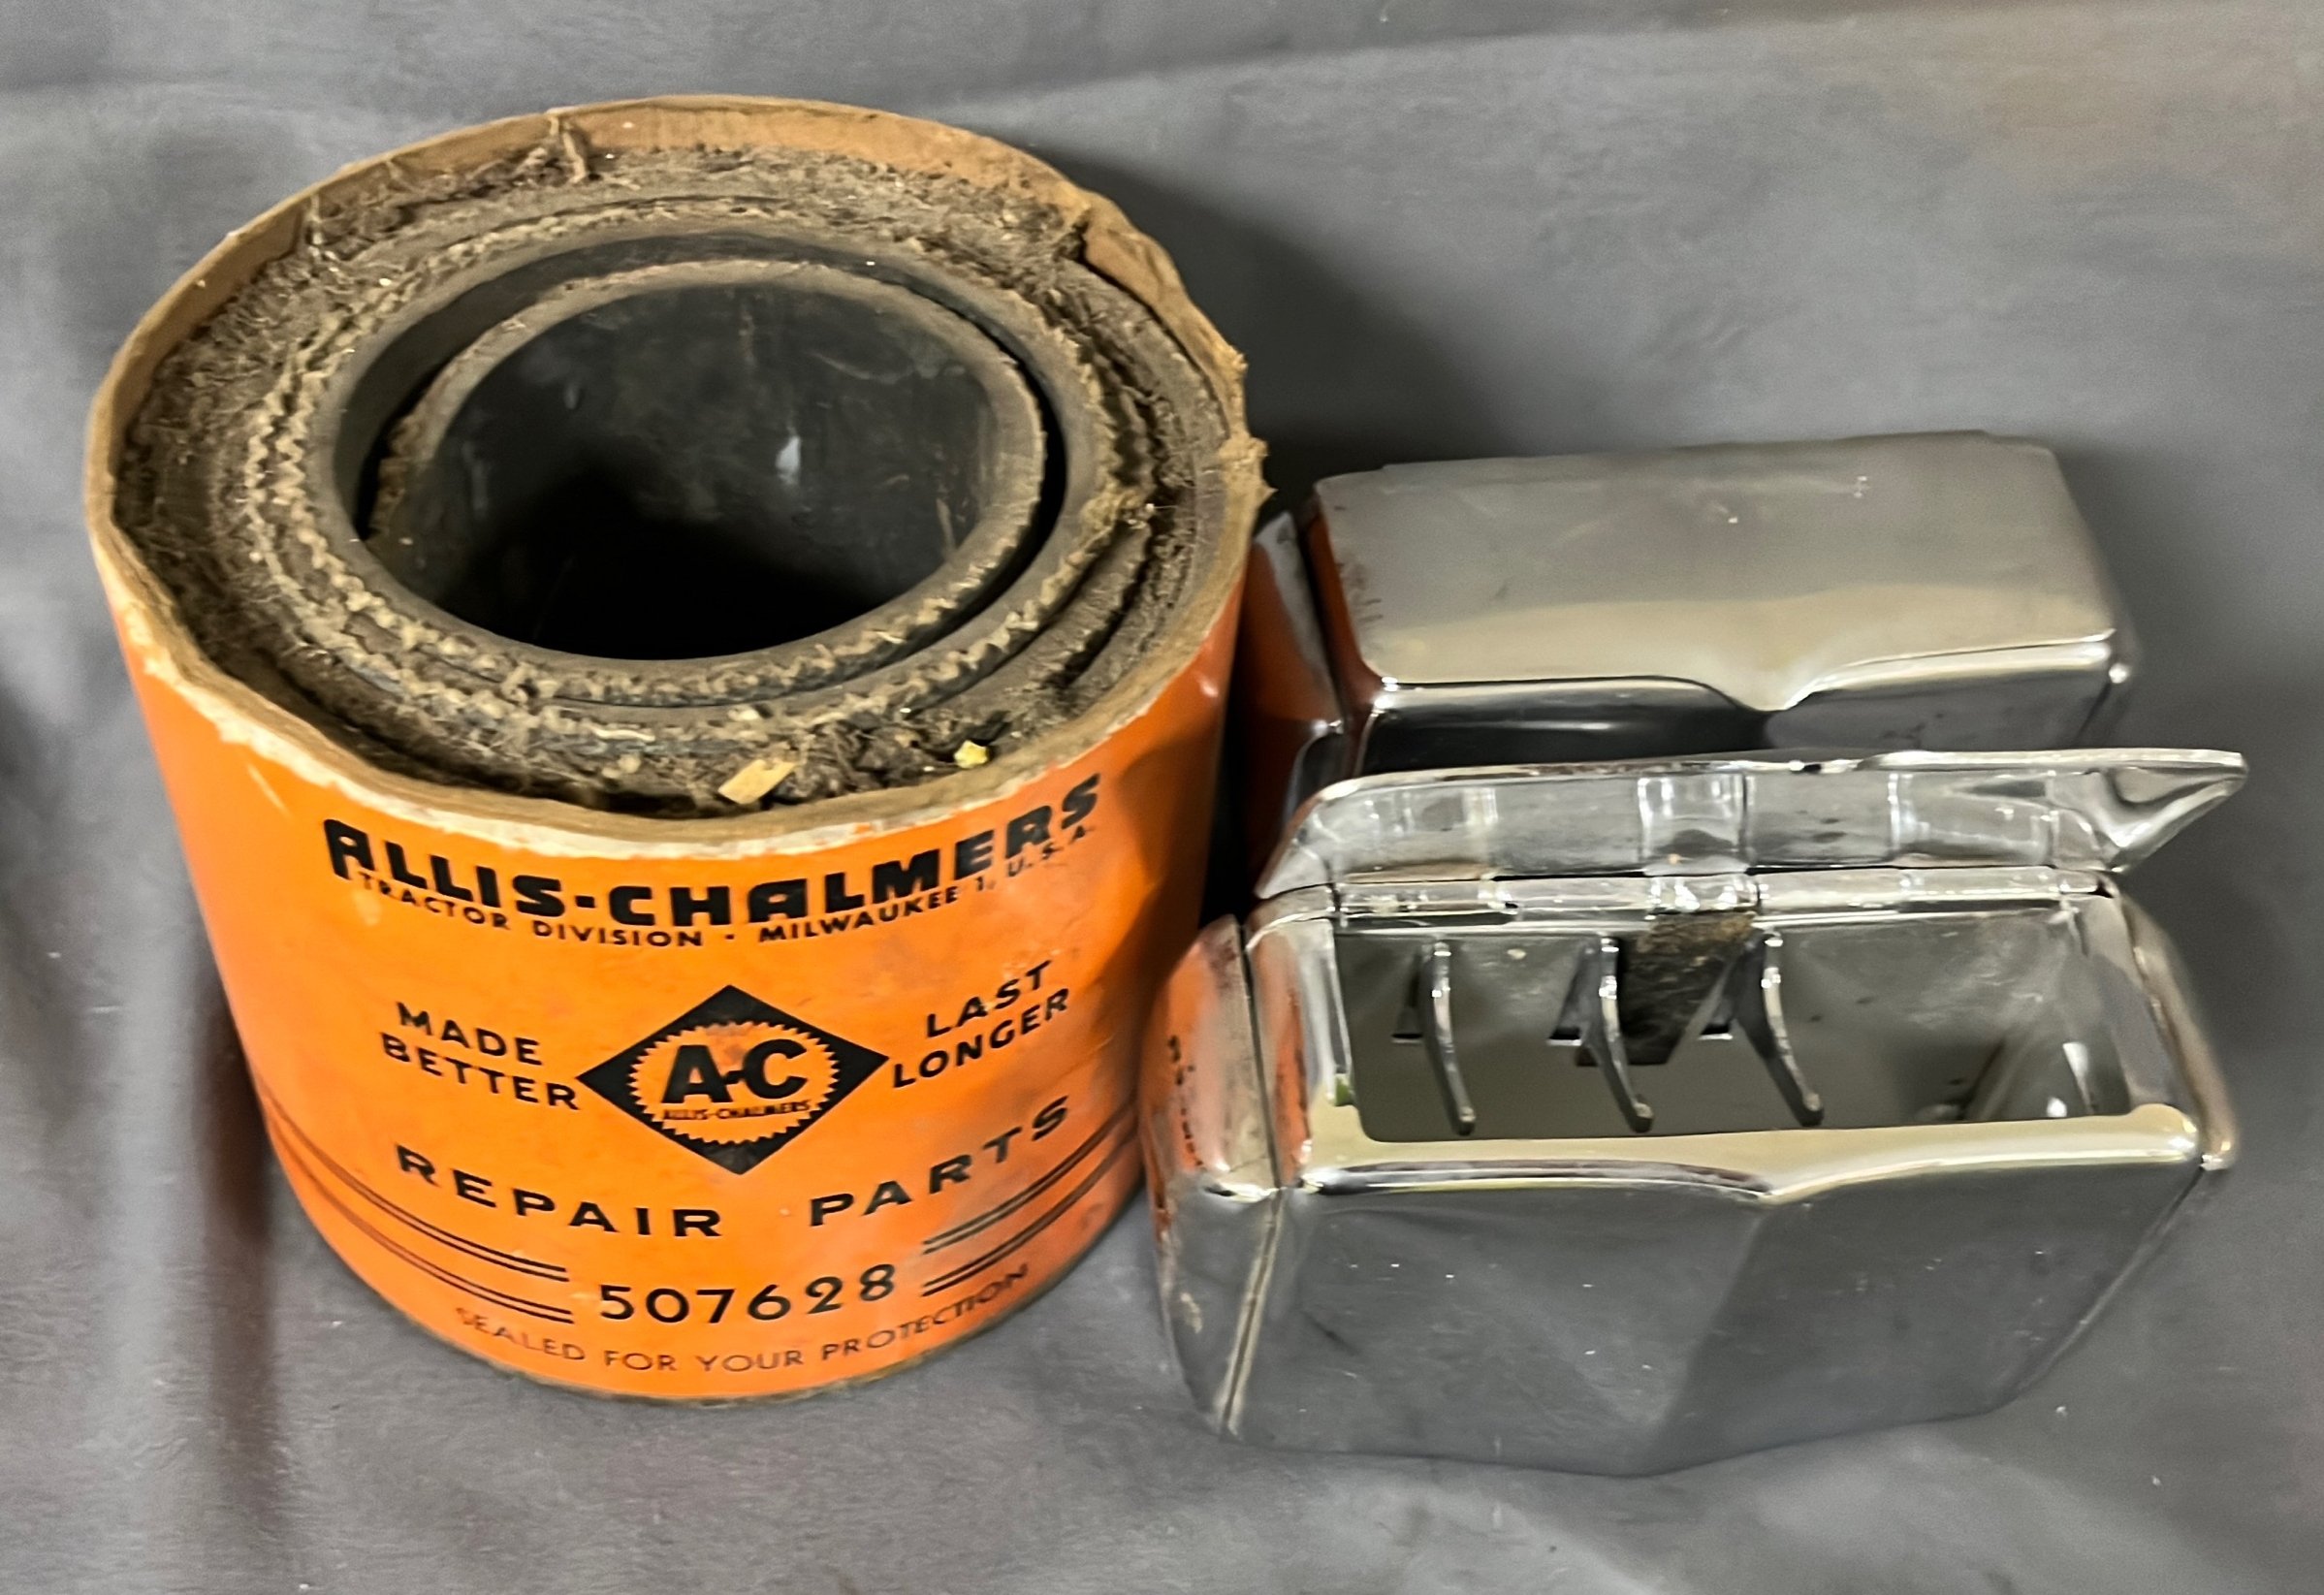 ALLIS-CHALMERS
TRACTOR DIVISION · MILWAUKEE 1, U.S.A.
MADE BETTER
LAST LONGER
A-C
ALLIS-CHALMERS
REPAIR PARTS
507628
SEALED FOR YOUR PROTECTION